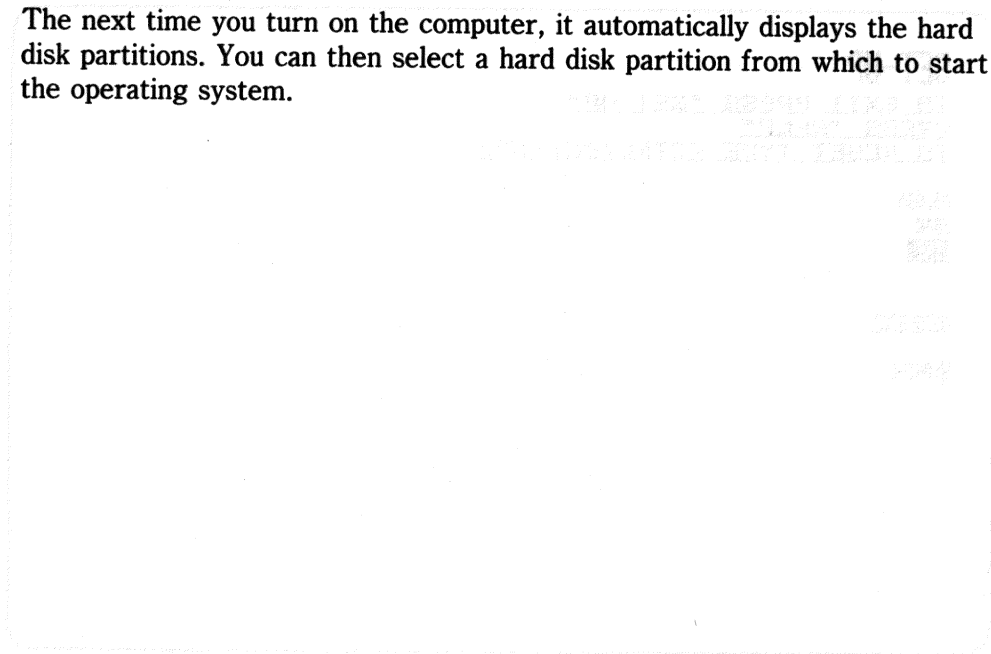 The next time you turn on the computer, it automatically displays the hard
disk partitions. You can then select a hard disk partition from which to start
the operating system.